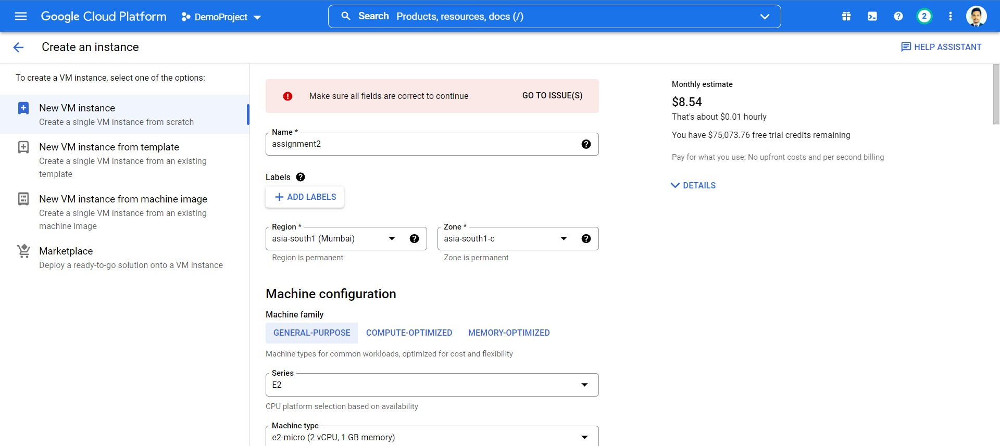 Google Cloud Platform
DemoProject
Search Products, resources, docs (/)
2
Create an instance
HELP ASSISTANT
To create a VM instance, select one of the options:
New VM instance
Create a single VM instance from scratch
New VM instance from template
Create a single VM instance from an existing
template
New VM instance from machine image
Create a single VM instance from an existing
machine image
Marketplace
Deploy a ready-to-go solution onto a VM instance
Make sure all fields are correct to continue
GO TO ISSUE(S)
Name *
assignment2
Labels
ADD LABELS
Region *
asia-south1 (Mumbai)
Region is permanent
Zone *
asia-south1-c
Zone is permanent
Machine configuration
Machine family
GENERAL-PURPOSE COMPUTE-OPTIMIZED MEMORY-OPTIMIZED
Machine types for common workloads, optimized for cost and flexibility
Series
E2
CPU platform selection based on availability
Machine type
e2-micro (2 vCPU, 1 GB memory)
Monthly estimate
$8.54
That's about $0.01 hourly
You have $75,073.76 free trial credits remaining
Pay for what you use: No upfront costs and per second billing
DETAILS